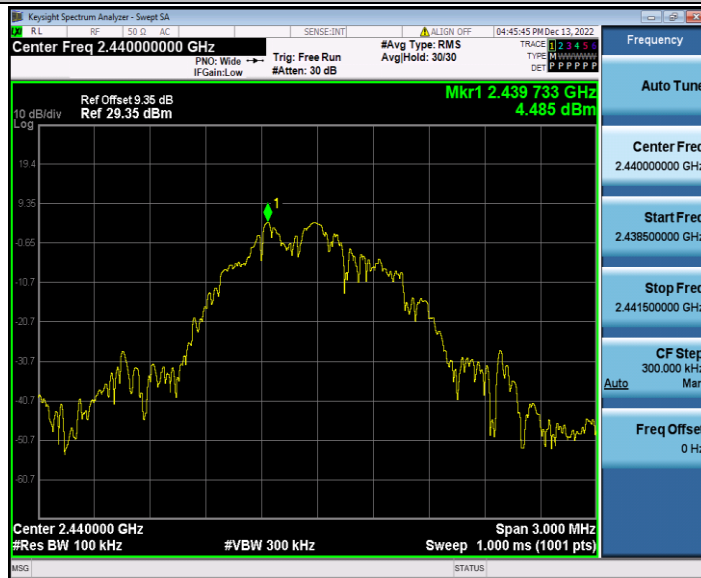 Keysight Spectrum Analyzer - Swept SA
RL RF 50 Ω AC SENSE:INT ALIGN OFF 04:45:45 PM Dec 13, 2022
Center Freq 2.440000000 GHz
PNO: Wide
IFGain:Low
Trig: Free Run
#Atten: 30 dB
#Avg Type: RMS
Avg|Hold: 30/30
TRACE 1 2 3 4 5 6
TYPE M WWWWW
DET P P P P P P
Frequency
Mkr1 2.439 733 GHz
4.485 dBm
Ref Offset 9.35 dB
10 dB/div Ref 29.35 dBm
Log
19.4
9.35
-0.65
-10.7
-20.7
-30.7
-40.7
-50.7
-60.7
1
Center 2.440000 GHz Span 3.000 MHz
#Res BW 100 kHz #VBW 300 kHz Sweep 1.000 ms (1001 pts)
Auto Tune
Center Freq
2.440000000 GHz
Start Freq
2.438500000 GHz
Stop Freq
2.441500000 GHz
CF Step
300.000 kHz
Auto Man
Freq Offset
0 Hz
MSG STATUS